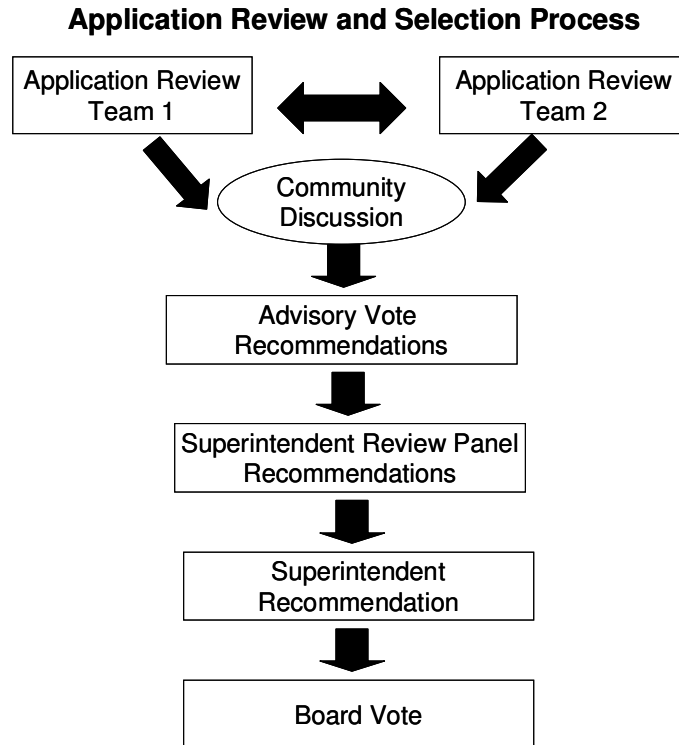 Application Review and Selection Process
Application Review
Team 1
Application Review
Team 2
Community
Discussion
Advisory Vote
Recommendations
Superintendent Review Panel
Recommendations
Superintendent
Recommendation
Board Vote